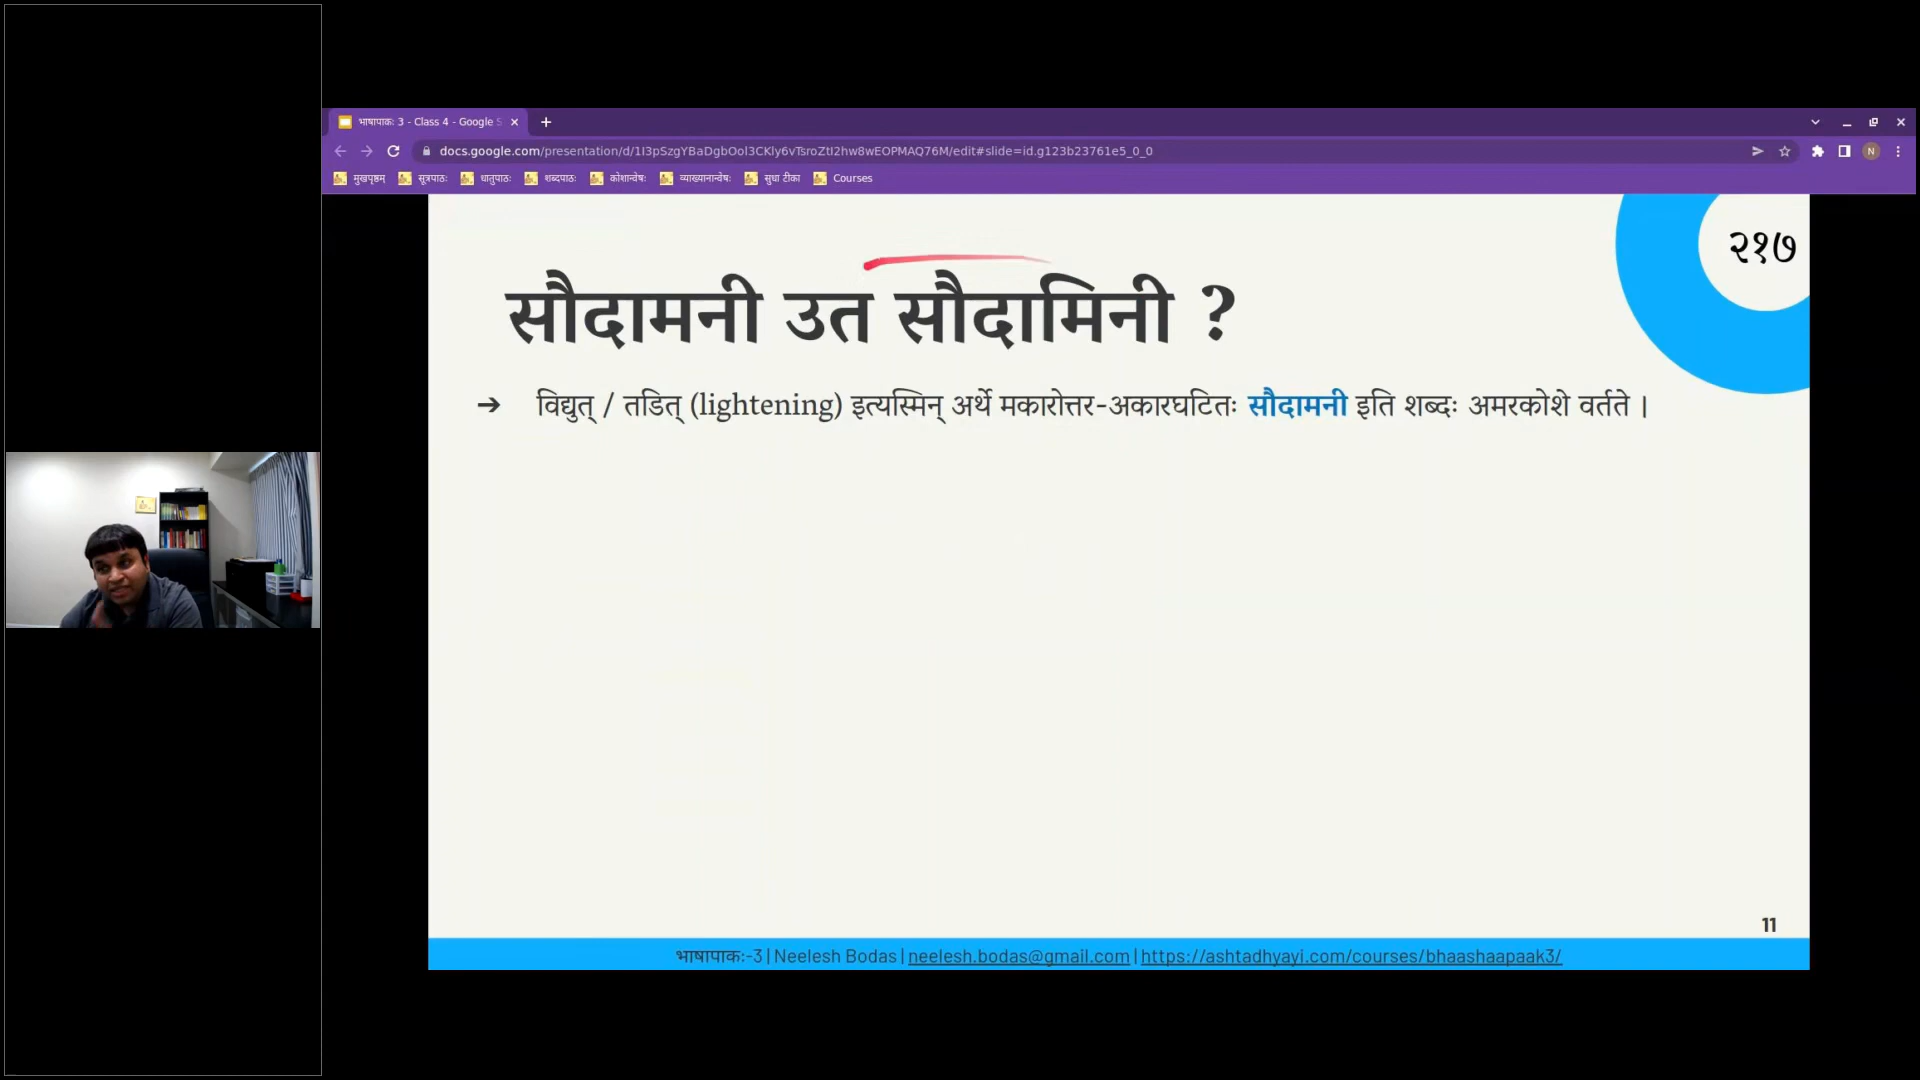 भाषापाकः 3 - Class 4 - Google S
docs.google.com/presentation/d/1I3pSzgYBaDgbOol3CKly6vTsroZtI2hw8wEOPMAQ76M/edit#slide=id.g123b23761e5_0_0
N
मुखपृष्ठम् सूत्रपाठः धातुपाठः शब्दपाठः कोशान्वेषः व्याख्यानान्वेषः सुधा टीका Courses
२१७
सौदामनी उत सौदामिनी ?
➔ विद्युत् / तडित् (lightening) इत्यस्मिन् अर्थे मकारोत्तर-अकारघटितः सौदामनी इति शब्दः अमरकोशे वर्तते ।
11
भाषापाकः-3 | Neelesh Bodas | neelesh.bodas@gmail.com | https://ashtadhyayi.com/courses/bhaashaapaak3/